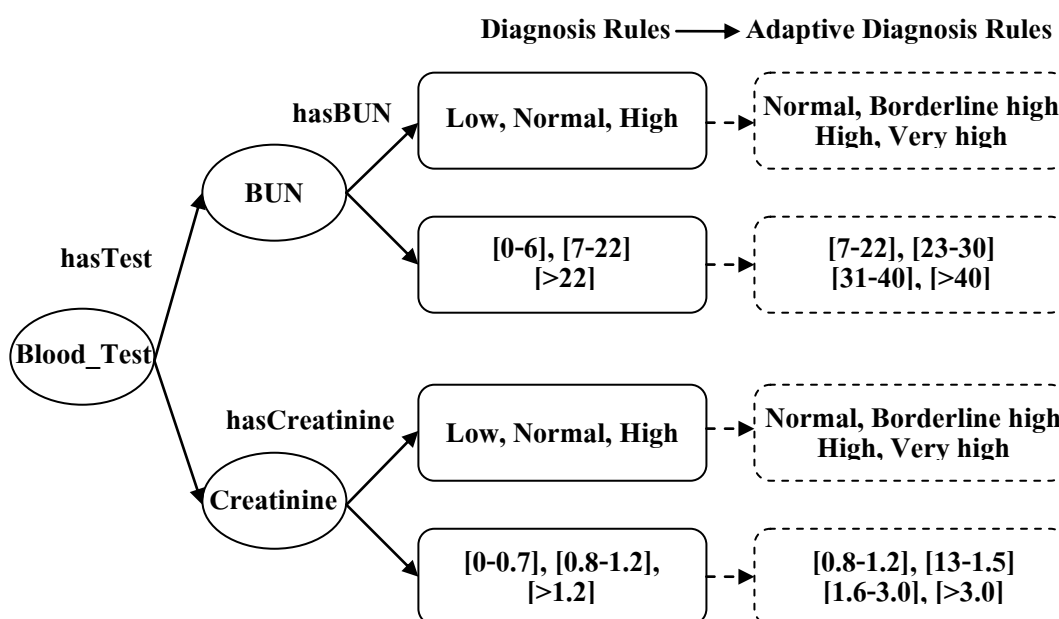 Diagnosis Rules Adaptive Diagnosis Rules
hasBUN
Low, Normal, High
Normal, Borderline high
High, Very high
BUN
hasTest
[0-6], [7-22]
[>22]
[7-22], [23-30]
[31-40], [>40]
Blood_Test
hasCreatinine
Low, Normal, High
Normal, Borderline high
High, Very high
Creatinine
[0-0.7], [0.8-1.2],
[>1.2]
[0.8-1.2], [13-1.5]
[1.6-3.0], [>3.0]